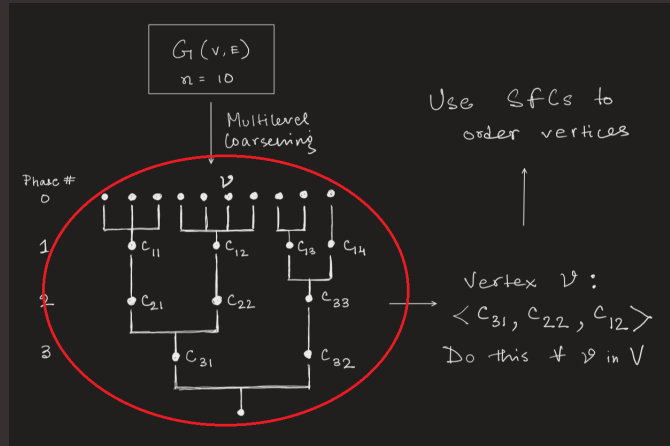 G(V,E)
n = 10
Multilevel
Coarsening
Use SFCs to
order vertices
Phase #
0
v
1
C11
C12
C13
C14
2
C21
C22
C33
3
C31
C32
Vertex v :
< C31, C22, C12 >
Do this ∀ v in V